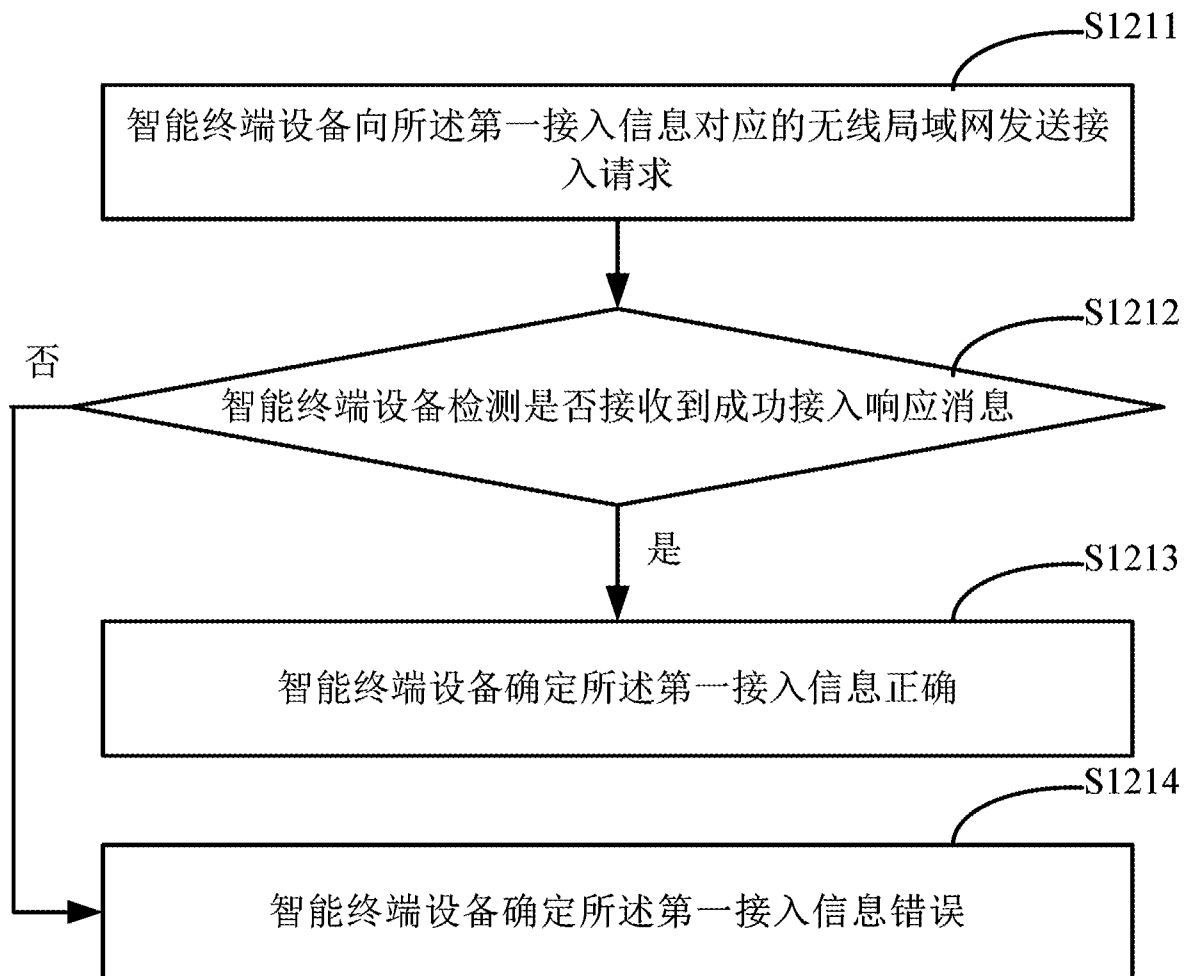 S1211
智能终端设备向所述第一接入信息对应的无线局域网发送接
入请求
S1212
否
智能终端设备检测是否接收到成功接入响应消息
是
S1213
智能终端设备确定所述第一接入信息正确
S1214
智能终端设备确定所述第一接入信息错误